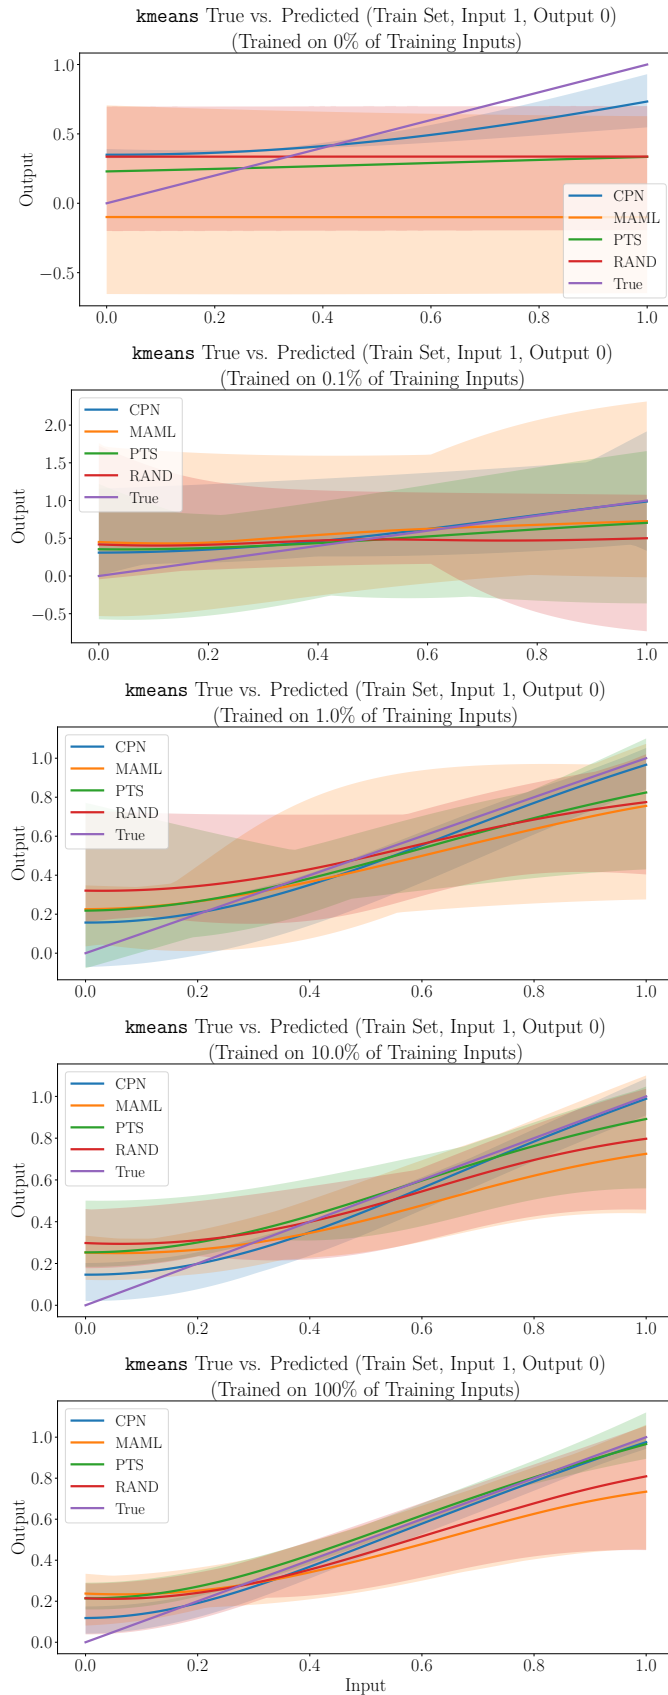 kmeans True vs. Predicted (Train Set, Input 1, Output 0)
(Trained on 0% of Training Inputs)
1.0
0.5
0.0
−0.5
Output
CPN
MAML
PTS
RAND
True
0.0 0.2 0.4 0.6 0.8 1.0
kmeans True vs. Predicted (Train Set, Input 1, Output 0)
(Trained on 0.1% of Training Inputs)
CPN
MAML
PTS
RAND
True
2.0
1.5
1.0
0.5
0.0
−0.5
Output
0.0 0.2 0.4 0.6 0.8 1.0
kmeans True vs. Predicted (Train Set, Input 1, Output 0)
(Trained on 1.0% of Training Inputs)
CPN
MAML
PTS
RAND
True
1.0
0.8
0.6
0.4
0.2
0.0
Output
0.0 0.2 0.4 0.6 0.8 1.0
kmeans True vs. Predicted (Train Set, Input 1, Output 0)
(Trained on 10.0% of Training Inputs)
CPN
MAML
PTS
RAND
True
1.0
0.8
0.6
0.4
0.2
0.0
Output
0.0 0.2 0.4 0.6 0.8 1.0
kmeans True vs. Predicted (Train Set, Input 1, Output 0)
(Trained on 100% of Training Inputs)
CPN
MAML
PTS
RAND
True
1.0
0.8
0.6
0.4
0.2
0.0
Output
0.0 0.2 0.4 0.6 0.8 1.0
Input